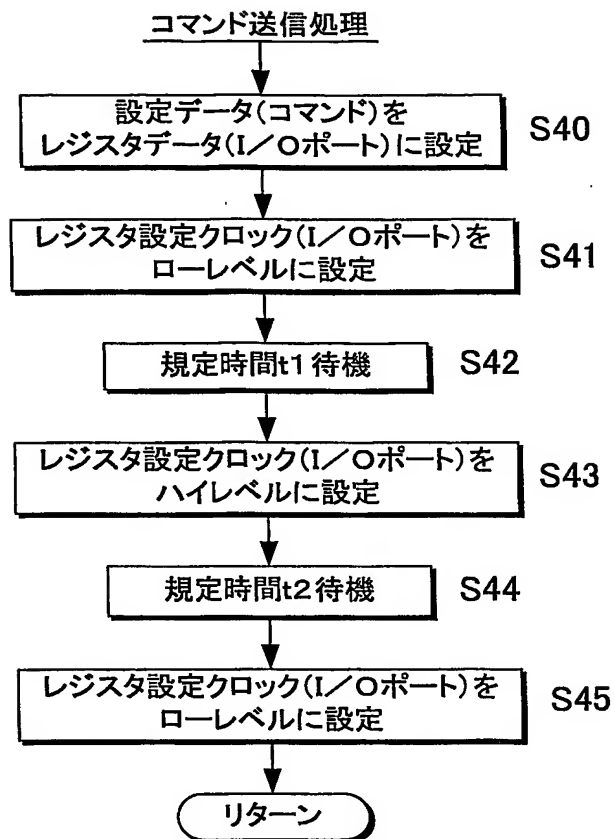 コマンド送信処理
設定データ(コマンド)を
レジスタデータ(I/Oポート)に設定
S40
レジスタ設定クロック(I/Oポート)を
ローレベルに設定
S41
規定時間t1待機
S42
レジスタ設定クロック(I/Oポート)を
ハイレベルに設定
S43
規定時間t2待機
S44
レジスタ設定クロック(I/Oポート)を
ローレベルに設定
S45
リターン